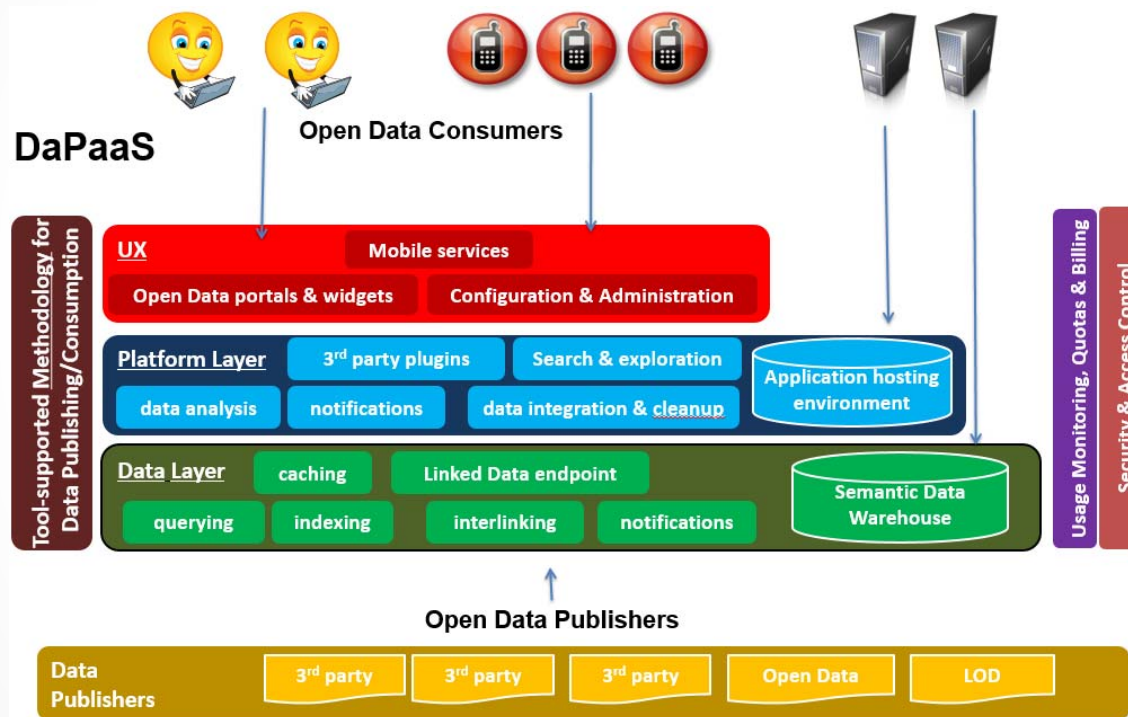 Open Data Consumers
DaPaaS
Tool-supported Methodology for
Data Publishing/Consumption
UX
Mobile services
Open Data portals & widgets
Configuration & Administration
Platform Layer
3rd party plugins
Search & exploration
data analysis
notifications
data integration & cleanup
Application hosting
environment
Data Layer
caching
Linked Data endpoint
querying
indexing
interlinking
notifications
Semantic Data
Warehouse
Usage Monitoring, Quotas & Billing
Security & Access Control
Open Data Publishers
Data
Publishers
3rd party
3rd party
3rd party
Open Data
LOD